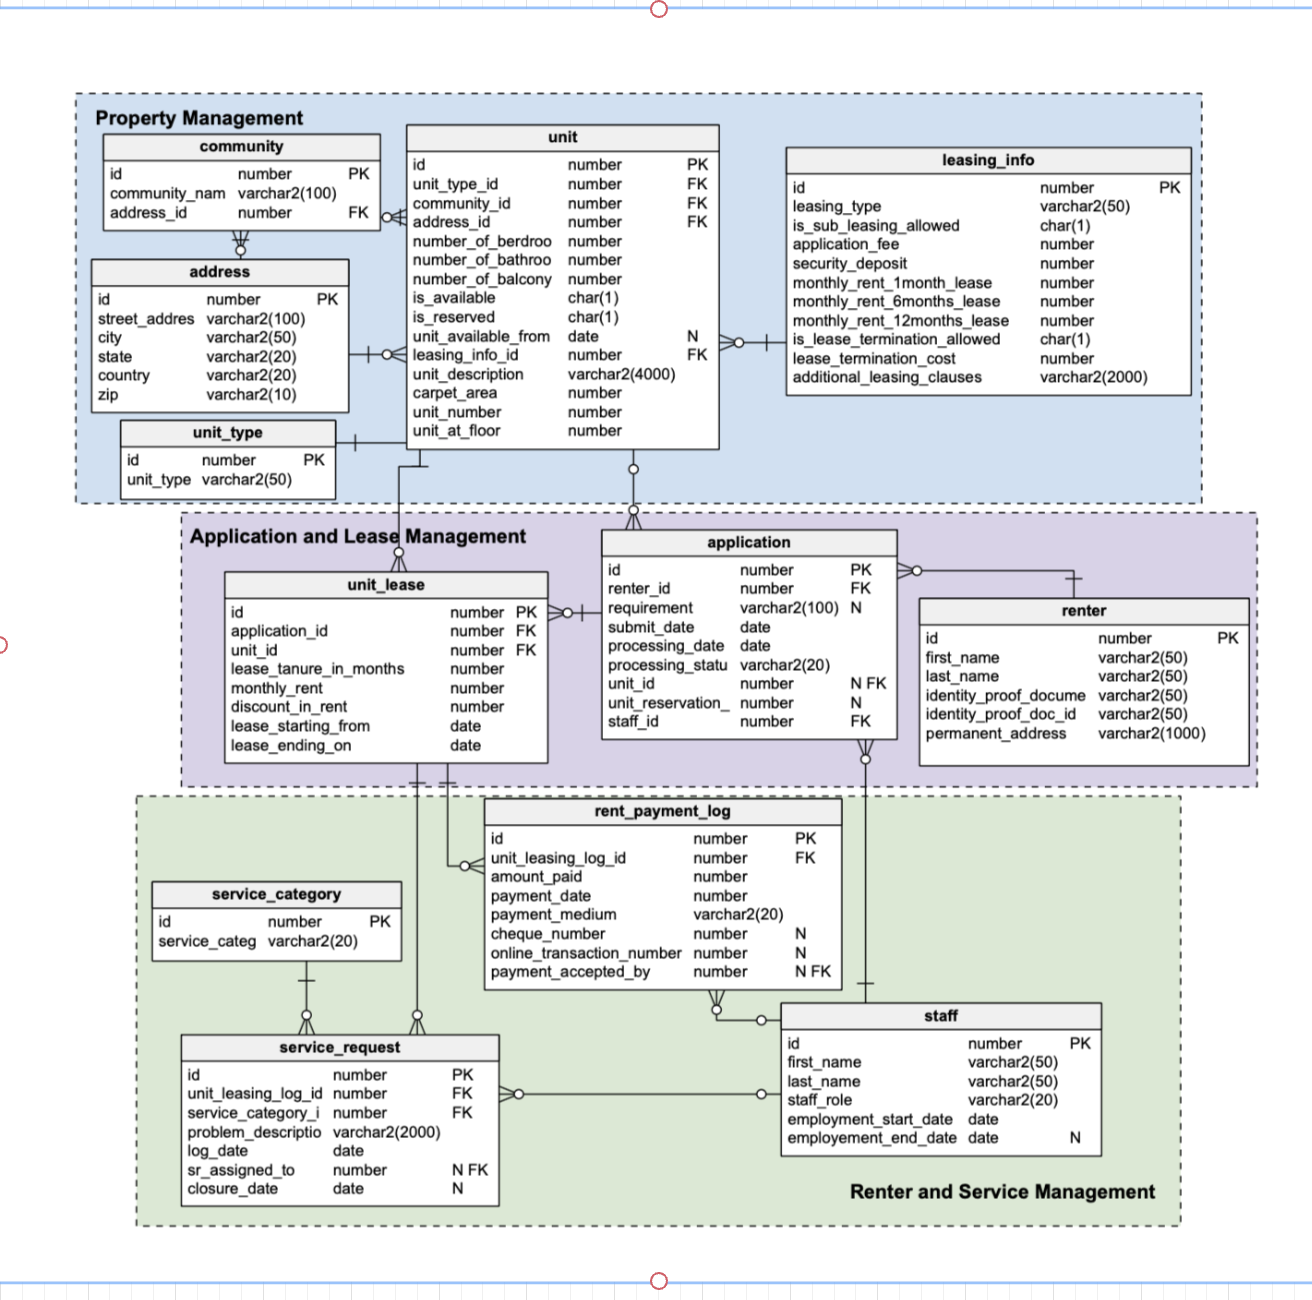 Property Management
community
id number PK
community_nam varchar2(100)
address_id number FK
address
id number PK
street_addres varchar2(100)
city varchar2(50)
state varchar2(20)
country varchar2(20)
zip varchar2(10)
unit_type
id number PK
unit_type varchar2(50)
unit
id number PK
unit_type_id number FK
community_id number FK
address_id number FK
number_of_berdroo number
number_of_bathroo number
number_of_balcony number
is_available char(1)
is_reserved char(1)
unit_available_from date N
leasing_info_id number FK
unit_description varchar2(4000)
carpet_area number
unit_number number
unit_at_floor number
leasing_info
id number PK
leasing_type varchar2(50)
is_sub_leasing_allowed char(1)
application_fee number
security_deposit number
monthly_rent_1month_lease number
monthly_rent_6months_lease number
monthly_rent_12months_lease number
is_lease_termination_allowed char(1)
lease_termination_cost number
additional_leasing_clauses varchar2(2000)
Application and Lease Management
unit_lease
id number PK
application_id number FK
unit_id number FK
lease_tanure_in_months number
monthly_rent number
discount_in_rent number
lease_starting_from date
lease_ending_on date
application
id number PK
renter_id number FK
requirement varchar2(100) N
submit_date date
processing_date date
processing_statu varchar2(20)
unit_id number N FK
unit_reservation_ number N
staff_id number FK
renter
id number PK
first_name varchar2(50)
last_name varchar2(50)
identity_proof_docume varchar2(50)
identity_proof_doc_id varchar2(50)
permanent_address varchar2(1000)
rent_payment_log
id number PK
unit_leasing_log_id number FK
amount_paid number
payment_date number
payment_medium varchar2(20)
cheque_number number N
online_transaction_number number N
payment_accepted_by number N FK
service_category
id number PK
service_categ varchar2(20)
service_request
id number PK
unit_leasing_log_id number FK
service_category_i number FK
problem_descriptio varchar2(2000)
log_date date
sr_assigned_to number N FK
closure_date date N
staff
id number PK
first_name varchar2(50)
last_name varchar2(50)
staff_role varchar2(20)
employment_start_date date
employement_end_date date N
Renter and Service Management